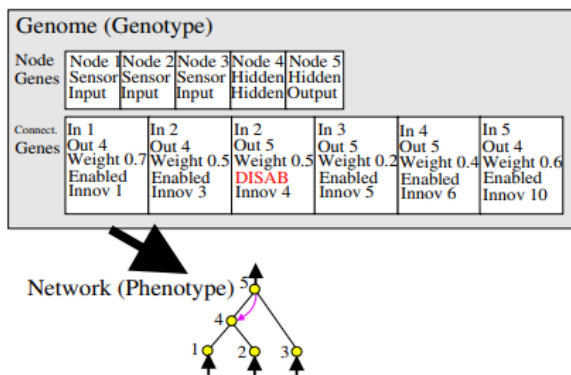 Genome (Genotype)
Node Genes
Node 1 Sensor Input
Node 2 Sensor Input
Node 3 Sensor Input
Node 4 Hidden Hidden
Node 5 Hidden Output
Connect. Genes
In 1
Out 4
Weight 0.7
Enabled
Innov 1
In 2
Out 4
Weight 0.5
Enabled
Innov 3
In 2
Out 5
Weight 0.5
DISAB
Innov 4
In 3
Out 5
Weight 0.2
Enabled
Innov 5
In 4
Out 5
Weight 0.4
Enabled
Innov 6
In 5
Out 4
Weight 0.6
Enabled
Innov 10
Network (Phenotype)
5
4
1
2
3